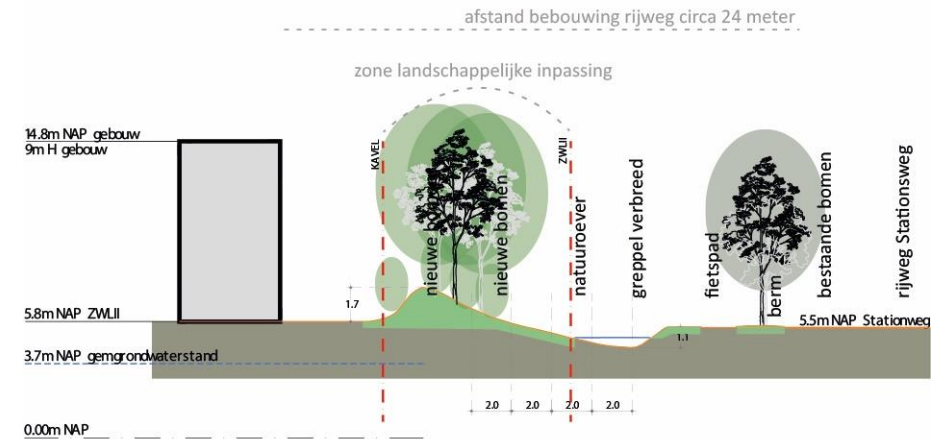 afstand bebouwing rijweg circa 24 meter
zone landschappelijke inpassing
14.8m NAP gebouw
9m H gebouw
KAVEL
ZWLII
nieuwe bomen
nieuwe bomen
natuuroever
greppel verbreed
fietspad
berm
bestaande bomen
rijweg Stationsweg
1.7
5.8m NAP ZWLII
5.5m NAP Stationweg
1.1
3.7m NAP gemgrondwaterstand
2.0 2.0 2.0 2.0
0.00m NAP